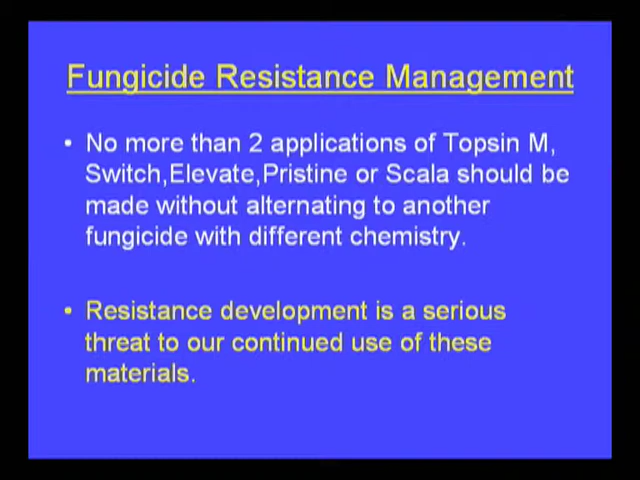 Fungicide Resistance Management
• No more than 2 applications of Topsin M,
Switch,Elevate,Pristine or Scala should be
made without alternating to another
fungicide with different chemistry.
• Resistance development is a serious
threat to our continued use of these
materials.